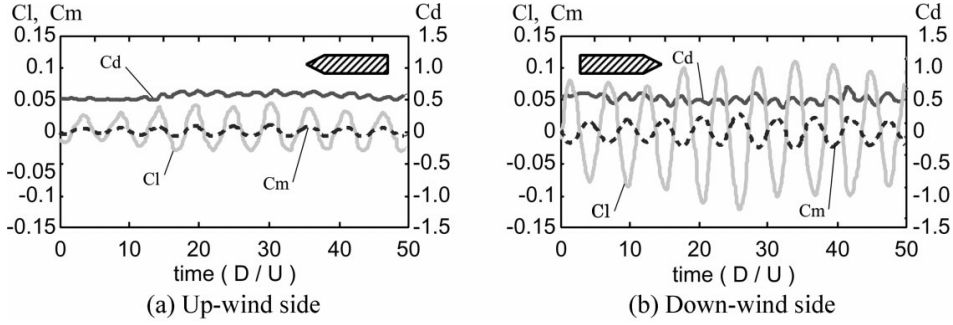 Cl, Cm
Cd
0.15
0.1
0.05
0
-0.05
-0.1
-0.15
1.5
1.0
0.5
0
-0.5
-1.0
-1.5
Cd
Cl
Cm
0 10 20 30 40 50
time ( D / U )
(a) Up-wind side
Cl, Cm
Cd
0.15
0.1
0.05
0
-0.05
-0.1
-0.15
1.5
1.0
0.5
0
-0.5
-1.0
-1.5
Cd
Cl
Cm
0 10 20 30 40 50
time ( D / U )
(b) Down-wind side